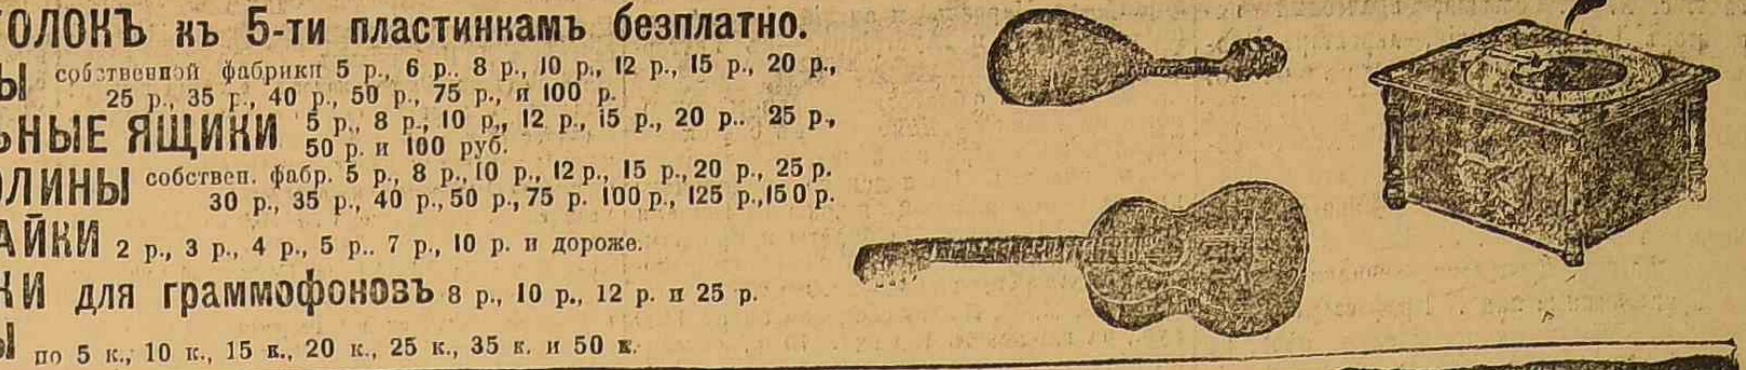 ОЛОКЪ къ 5-ти пластинкамъ безплатно.
Ы собственной фабрики 5 р., 6 р.. 8 р., 10 р., 12 р., 15 р., 20 р.,
25 р., 35 р., 40 р., 50 р., 75 р., и 100 р.
ЬНЫЕ ЯЩИКИ 5 р., 8 р., 10 р., 12 р., 15 р., 20 р.. 25 р.,
50 р. и 100 руб.
ОЛИНЫ собствен. фабр. 5 р., 8 р., 10 р., 12 р., 15 р., 20 р., 25 р.
30 р., 35 р., 40 р., 50 р., 75 р. 100 р., 125 р., 150 р.
АЙКИ 2 р., 3 р., 4 р., 5 р.. 7 р., 10 р. и дороже.
КИ для граммофоновъ 8 р., 10 р., 12 р. и 25 р.
Ы по 5 к., 10 к., 15 к., 20 к., 25 к., 35 к. и 50 к.